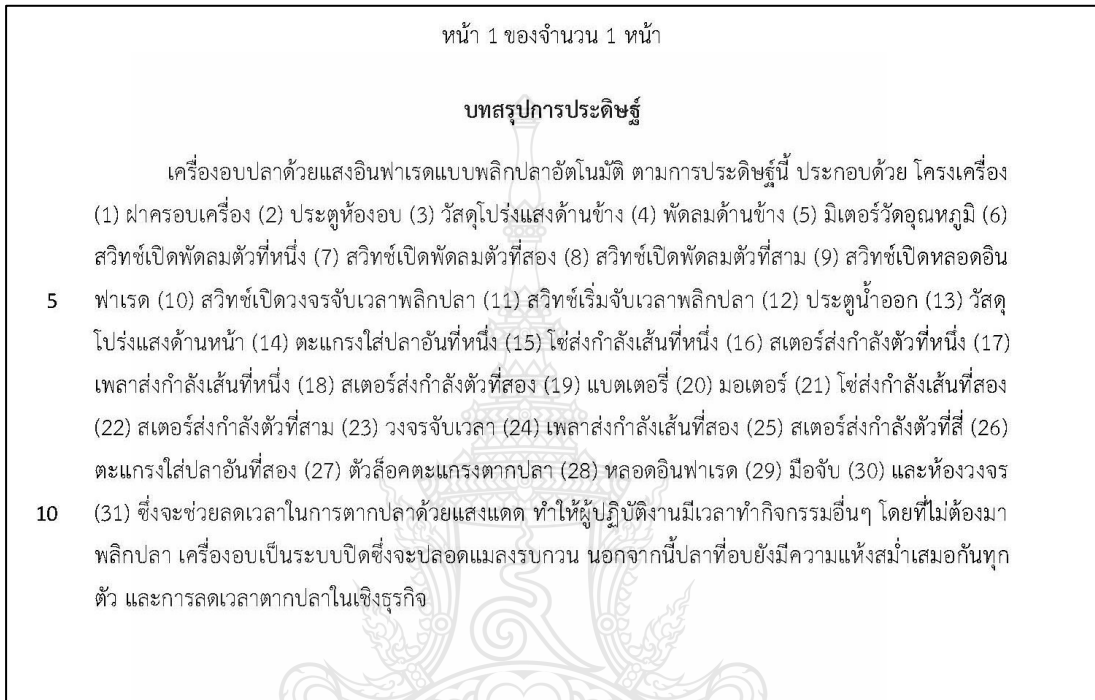 หน้า 1 ของจำนวน 1 หน้า
บทสรุปการประดิษฐ์
เครื่องอบปลาด้วยแสงอินฟาเรดแบบพลิกปลาอัตโนมัติ ตามการประดิษฐ์นี้ ประกอบด้วย โครงเครื่อง
(1) ฝาครอบเครื่อง (2) ประตูห้องอบ (3) วัสดุโปร่งแสงด้านข้าง (4) พัดลมด้านข้าง (5) มิเตอร์วัดอุณหภูมิ (6)
สวิทช์เปิดพัดลมตัวที่หนึ่ง (7) สวิทช์เปิดพัดลมตัวที่สอง (8) สวิทช์เปิดพัดลมตัวที่สาม (9) สวิทช์เปิดหลอดอิน
5 ฟาเรด (10) สวิทช์เปิดวงจรจับเวลาพลิกปลา (11) สวิทช์เริ่มจับเวลาพลิกปลา (12) ประตูน้ำออก (13) วัสดุ
โปร่งแสงด้านหน้า (14) ตะแกรงใส่ปลาอันที่หนึ่ง (15) โซ่ส่งกำลังเส้นที่หนึ่ง (16) สเตอร์ส่งกำลังตัวที่หนึ่ง (17)
เพลาส่งกำลังเส้นที่หนึ่ง (18) สเตอร์ส่งกำลังตัวที่สอง (19) แบตเตอรี่ (20) มอเตอร์ (21) โซ่ส่งกำลังเส้นที่สอง
(22) สเตอร์ส่งกำลังตัวที่สาม (23) วงจรจับเวลา (24) เพลาส่งกำลังเส้นที่สอง (25) สเตอร์ส่งกำลังตัวที่สี่ (26)
ตะแกรงใส่ปลาอันที่สอง (27) ตัวล็อคตะแกรงตากปลา (28) หลอดอินฟาเรด (29) มือจับ (30) และห้องวงจร
10 (31) ซึ่งจะช่วยลดเวลาในการตากปลาด้วยแสงแดด ทำให้ผู้ปฏิบัติงานมีเวลาทำกิจกรรมอื่นๆ โดยที่ไม่ต้องมา
พลิกปลา เครื่องอบเป็นระบบปิดซึ่งจะปลอดแมลงรบกวน นอกจากนี้ปลาที่อบยังมีความแห้งสม่ำเสมอกันทุก
ตัว และการลดเวลาตากปลาในเชิงธุรกิจ